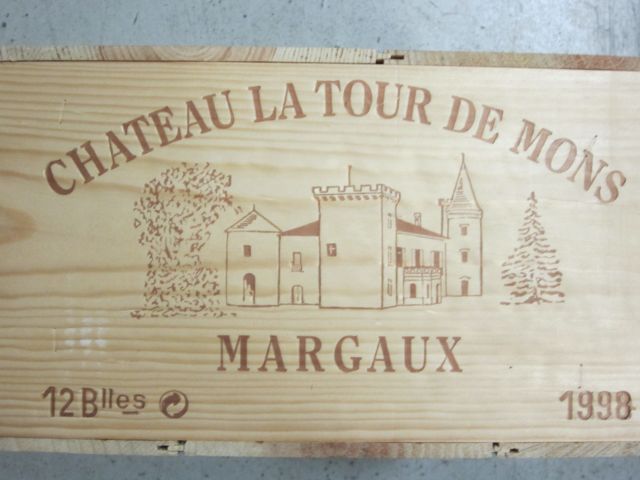 CHATEAU LA TOUR DE MONS
MARGAUX
12 Blles 1998